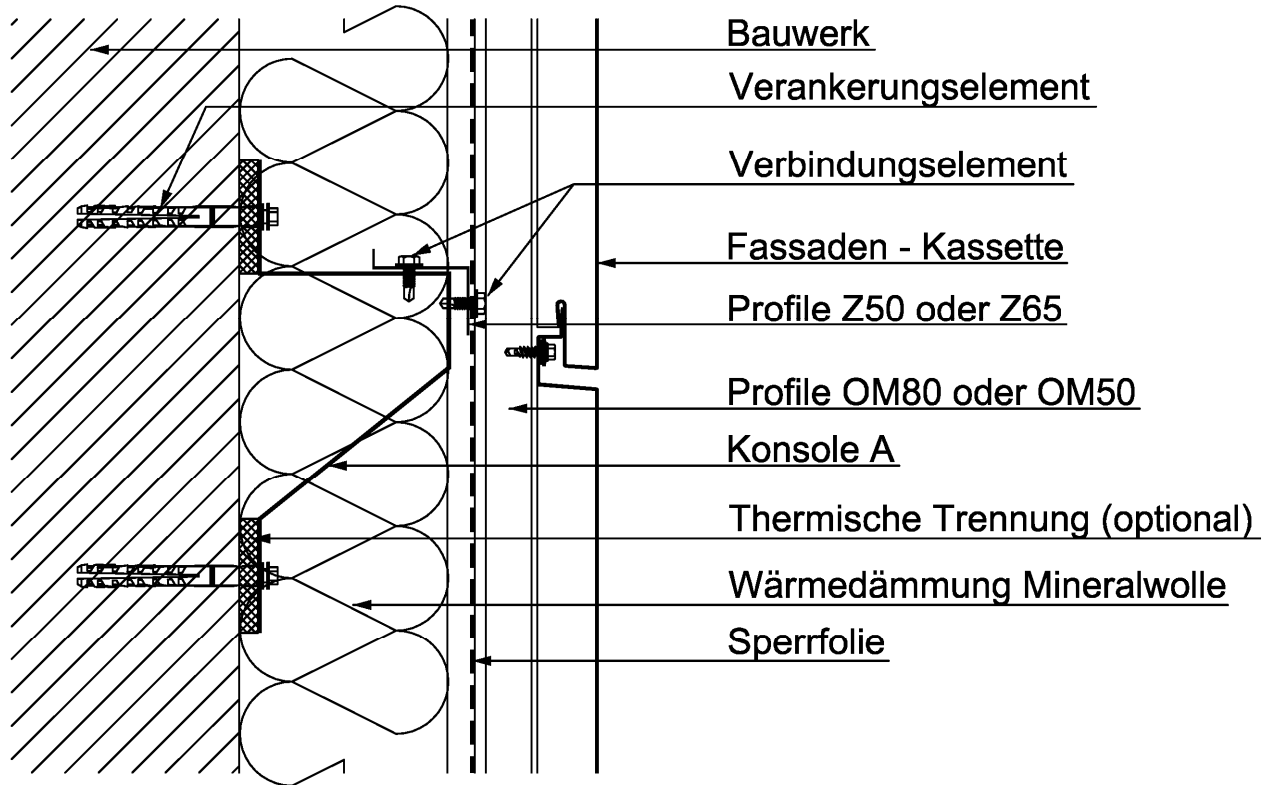 Bauwerk
Verankerungselement
Verbindungselement
Fassaden - Kassette
Profile Z50 oder Z65
Profile OM80 oder OM50
Konsole A
Thermische Trennung (optional)
Wärmedämmung Mineralwolle
Sperrfolie